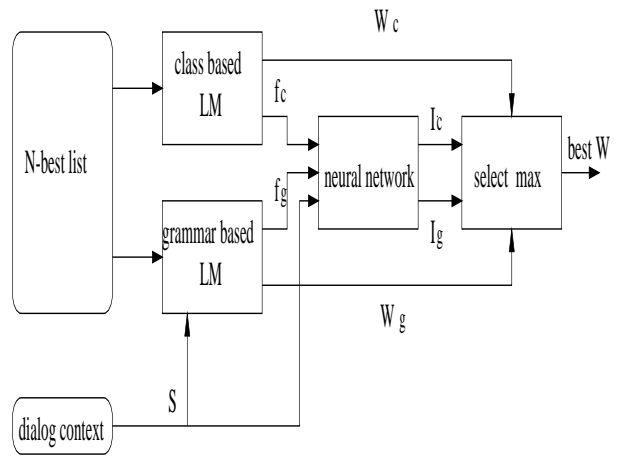 W c
class based
LM
f c
I c
N-best list
neural network
select max
best W
f g
grammar based
LM
I g
W g
S
dialog context